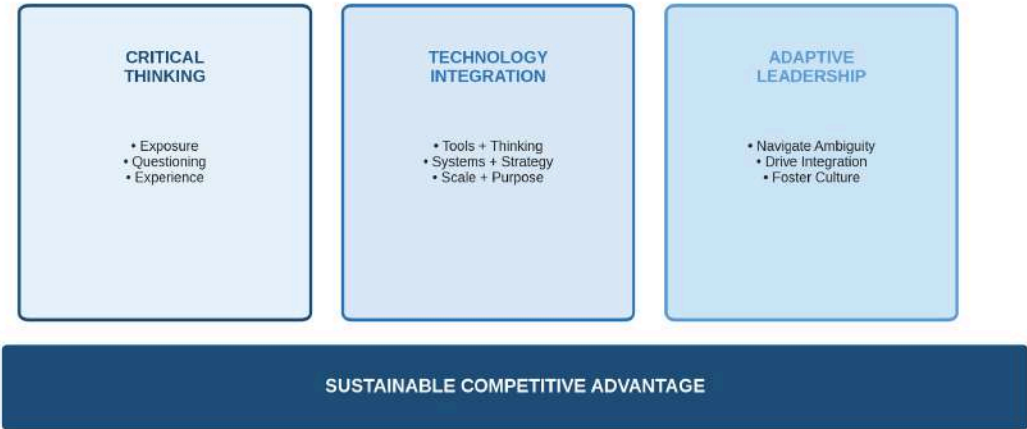 CRITICAL
THINKING
• Exposure
• Questioning
• Experience
TECHNOLOGY
INTEGRATION
• Tools + Thinking
• Systems + Strategy
• Scale + Purpose
ADAPTIVE
LEADERSHIP
• Navigate Ambiguity
• Drive Integration
• Foster Culture
SUSTAINABLE COMPETITIVE ADVANTAGE